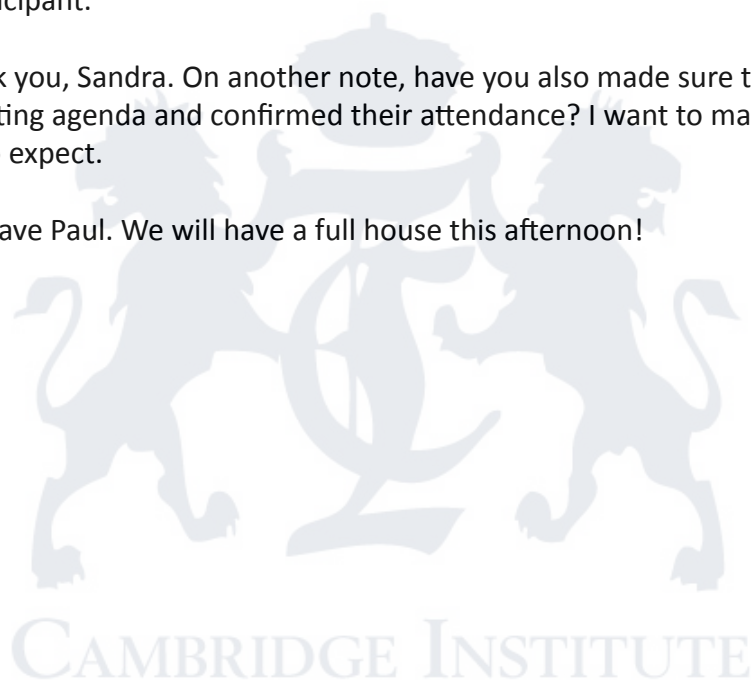 cipant.
k you, Sandra. On another note, have you also made sure t
ting agenda and confirmed their attendance? I want to ma
expect.
ave Paul. We will have a full house this afternoon!
CAMBRIDGE INSTITUTE